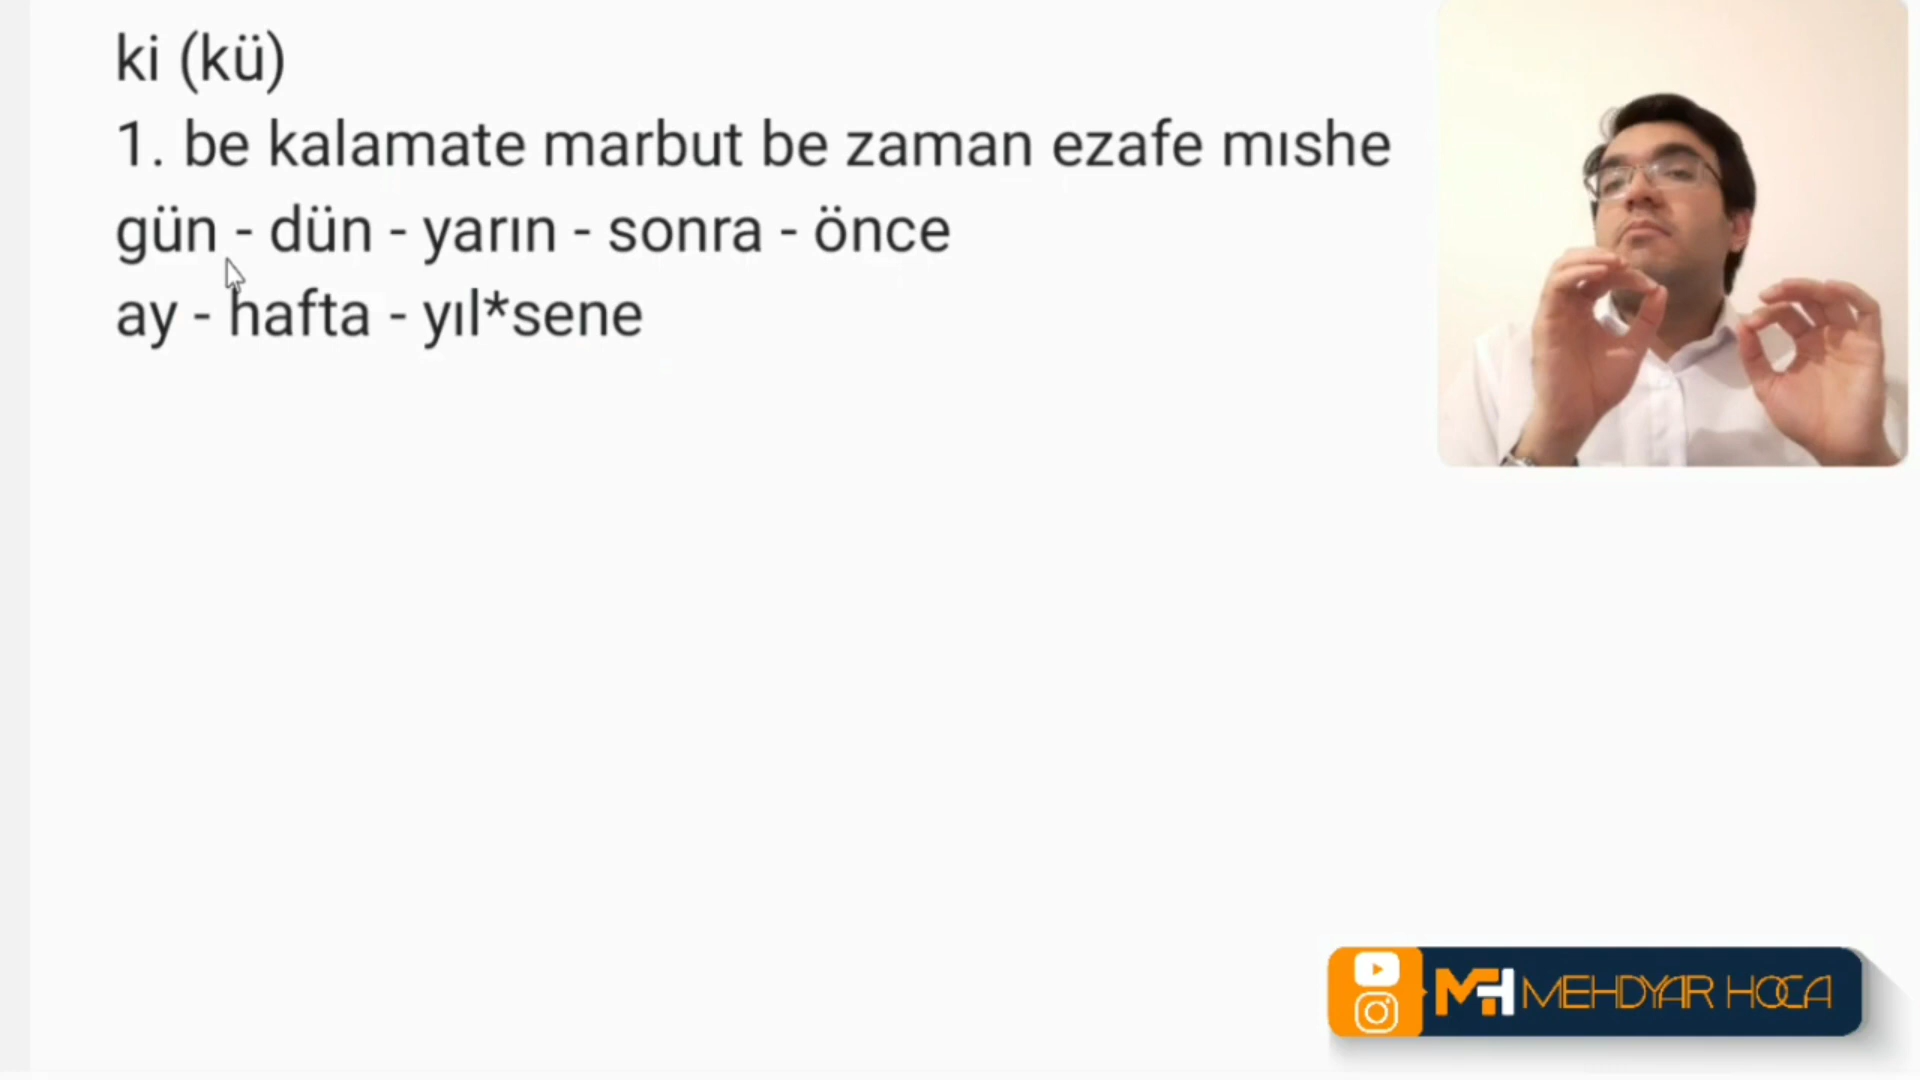 ki (kü)
1. be kalamate marbut be zaman ezafe mıshe
gün - dün - yarın - sonra - önce
ay - hafta - yıl*sene
MH MEHDYAR HOCA